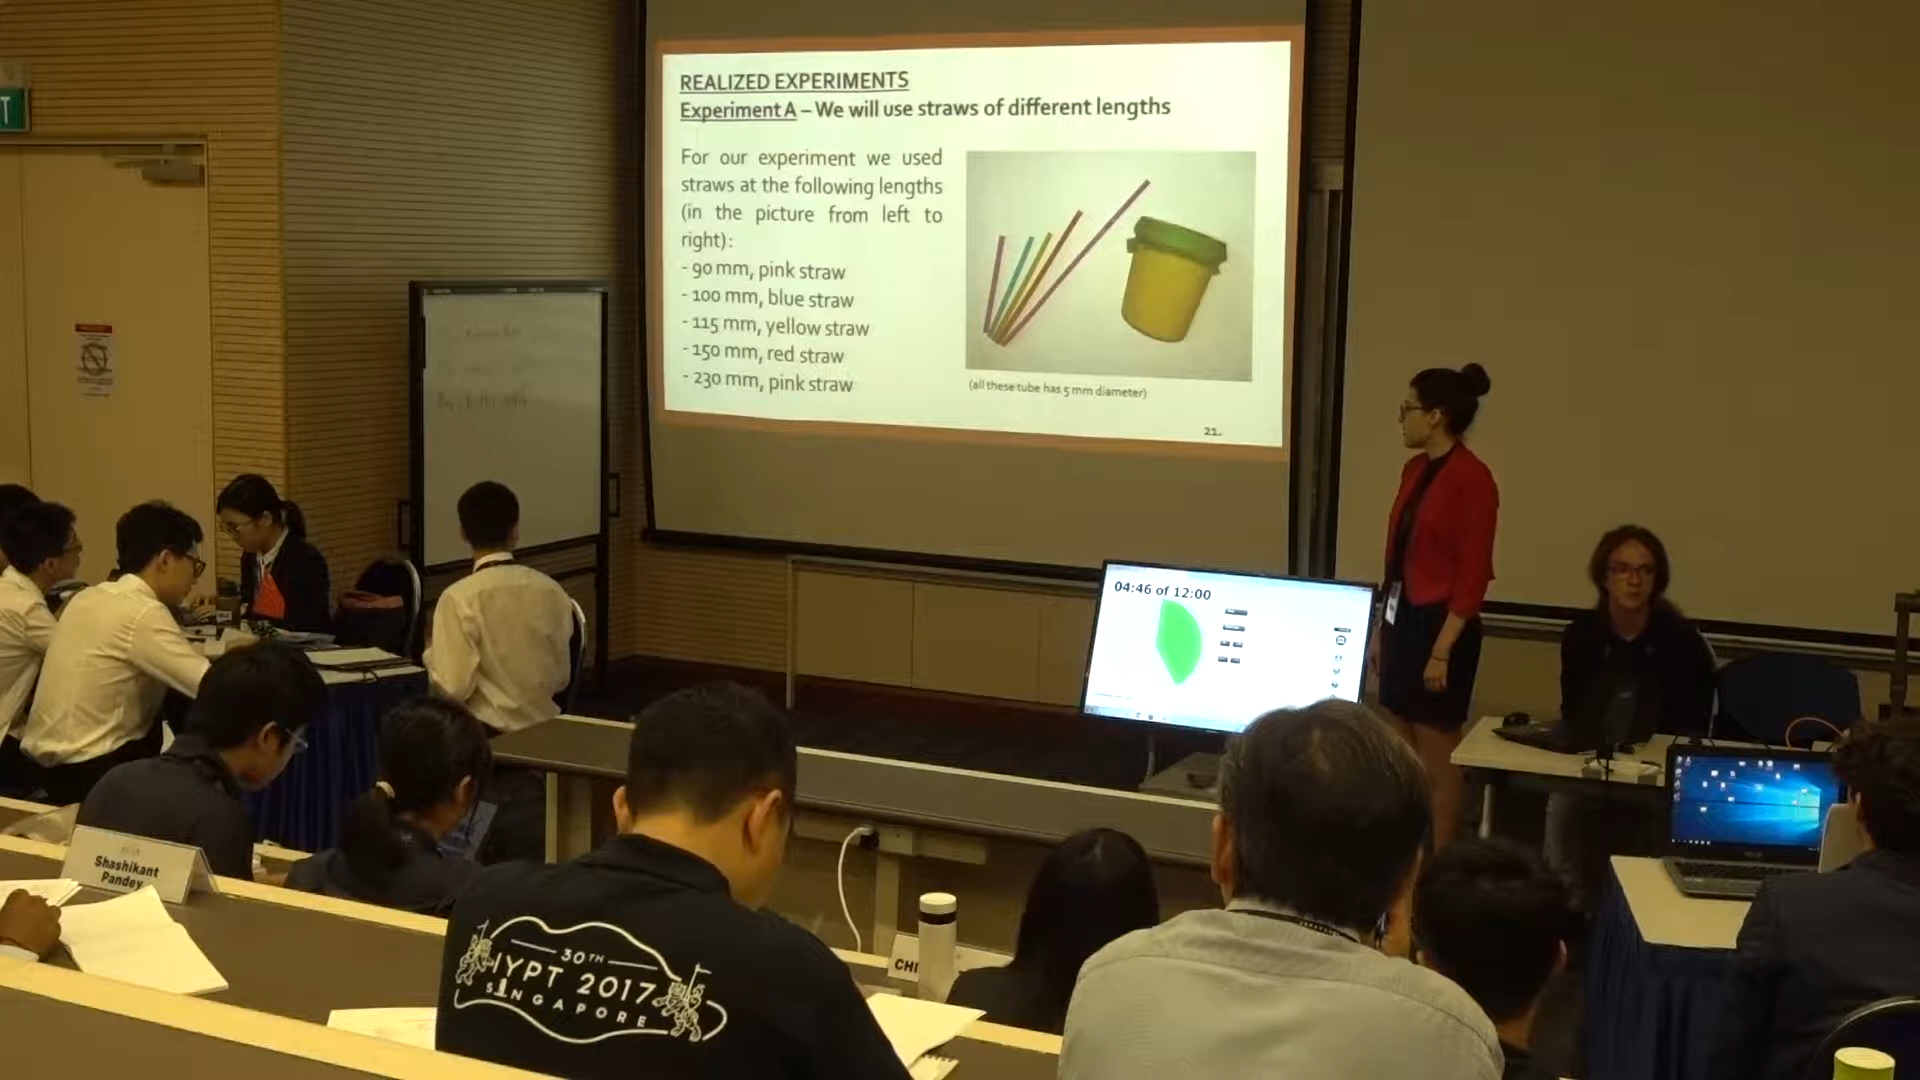 T
REALIZED EXPERIMENTS
Experiment A – We will use straws of different lengths
For our experiment we used
straws at the following lengths
(in the picture from left to
right):
- 90 mm, pink straw
- 100 mm, blue straw
- 115 mm, yellow straw
- 150 mm, red straw
- 230 mm, pink straw
(all these tube has 5 mm diameter)
21.
04:46 of 12:00
Shashikant
Pandey
CHI
30TH
IYPT 2017
SINGAPORE